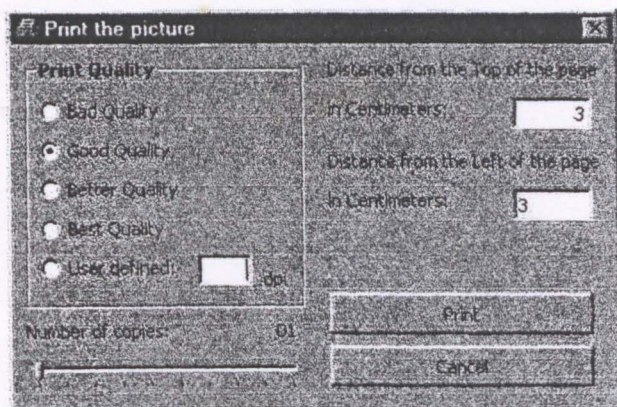 Print the picture
Print Quality
Bad Quality
Good Quality
Better Quality
Best Quality
User defined: dpi
Number of copies: 01
Distance from the Top of the page
In Centimeters: 3
Distance from the Left of the page
In Centimeters: 3
Print
Cancel